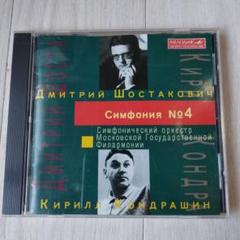 Дмитрий Шостакович
Симфония №4
Симфонический оркестр
Московской Государственной
Филармонии
Кирилл Кондрашин